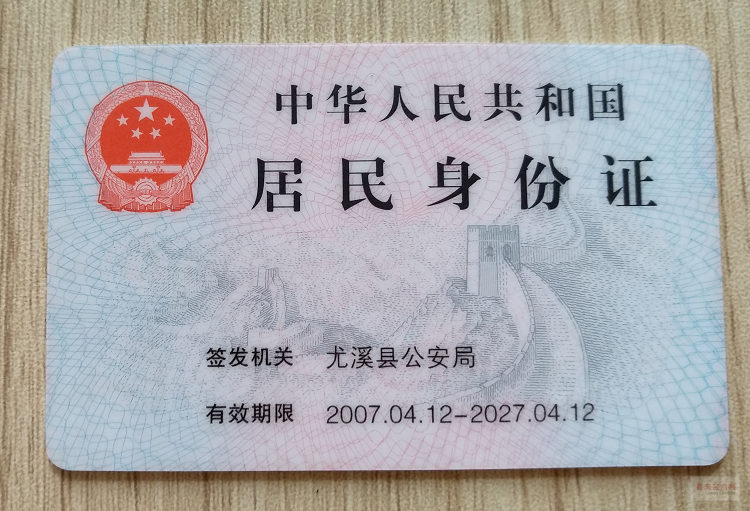 中华人民共和国
居民身份证
签发机关 尤溪县公安局
有效期限 2007.04.12-2027.04.12